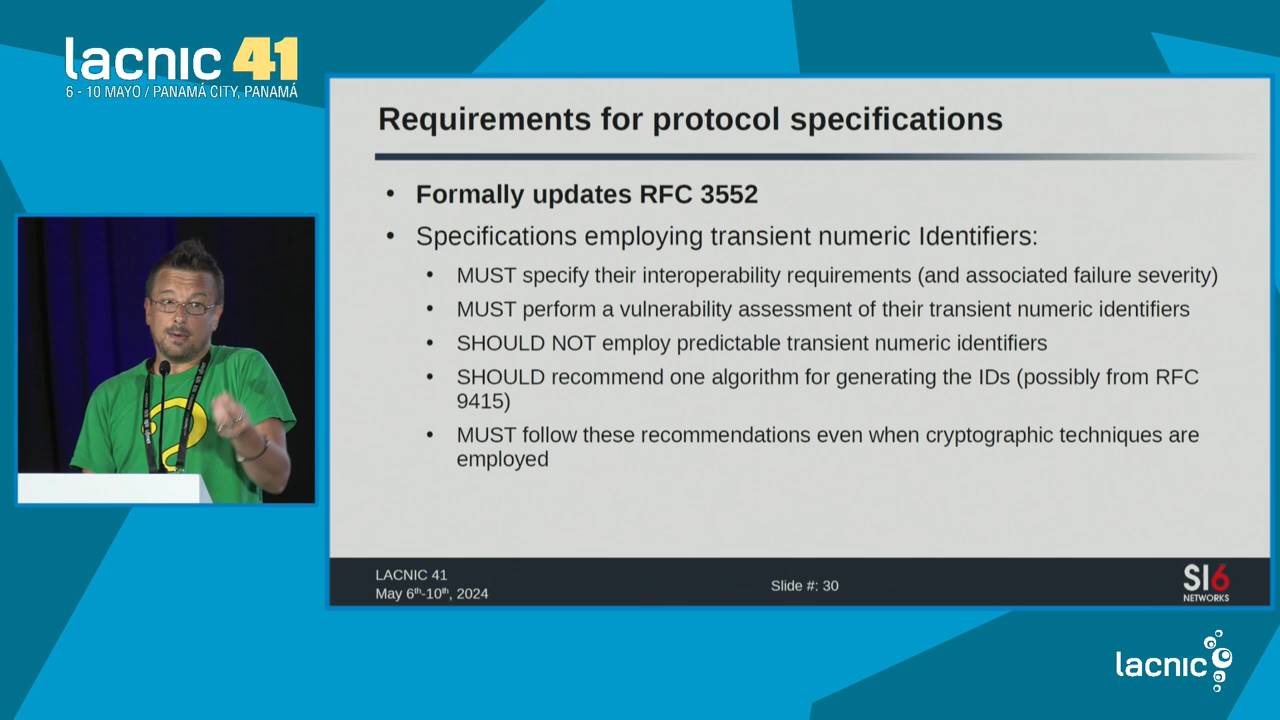 lacnic 41
6 - 10 MAYO / PANAMÁ CITY, PANAMÁ
Requirements for protocol specifications
• Formally updates RFC 3552
• Specifications employing transient numeric Identifiers:
• MUST specify their interoperability requirements (and associated failure severity)
• MUST perform a vulnerability assessment of their transient numeric identifiers
• SHOULD NOT employ predictable transient numeric identifiers
• SHOULD recommend one algorithm for generating the IDs (possibly from RFC
9415)
• MUST follow these recommendations even when cryptographic techniques are
employed
LACNIC 41
May 6th-10th, 2024
Slide #: 30
SI6
NETWORKS
lacnic